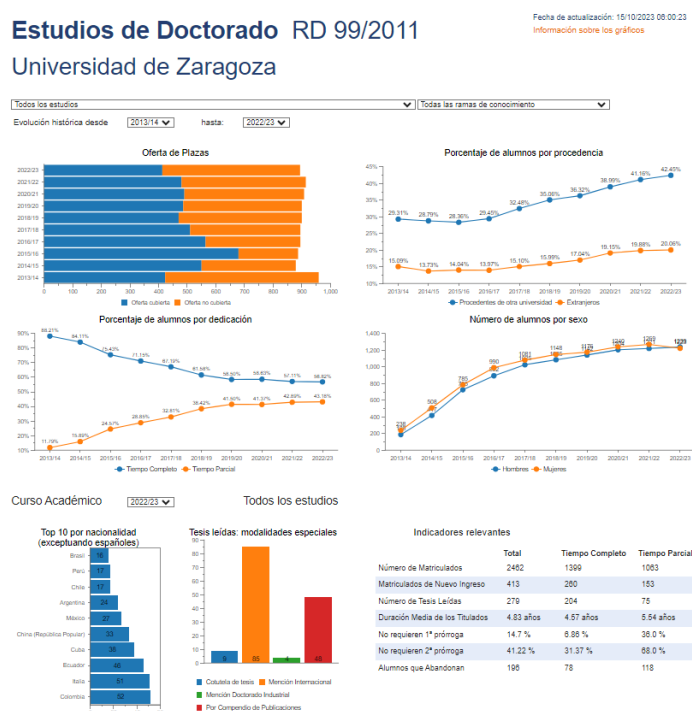 Estudios de Doctorado RD 99/2011
Fecha de actualización: 15/10/2023 08:00:23
Información sobre los gráficos
Universidad de Zaragoza
Todos los estudios
Todas las ramas de conocimiento
Evolución histórica desde 2013/14 hasta: 2022/23
Oferta de Plazas
2022/23
2021/22
2020/21
2019/20
2018/19
2017/18
2016/17
2015/16
2014/15
2013/14
0 100 200 300 400 500 600 700 800 900 1,000
Oferta cubierta Oferta no cubierta
Porcentaje de alumnos por procedencia
45%
40%
35%
30%
25%
20%
15%
10%
29.31% 28.79% 28.36% 29.45% 32.48% 35.06% 36.32% 38.99% 41.16% 42.45%
15.09% 13.73% 14.04% 13.97% 15.10% 15.99% 17.04% 19.15% 19.88% 20.06%
2013/14 2014/15 2015/16 2016/17 2017/18 2018/19 2019/20 2020/21 2021/22 2022/23
Procedentes de otra universidad Extranjeros
Porcentaje de alumnos por dedicación
90%
80%
70%
60%
50%
40%
30%
20%
10%
88.21% 84.11% 75.43% 71.15% 67.19% 61.58% 58.50% 58.63% 57.11% 56.82%
11.79% 15.89% 24.57% 28.85% 32.81% 38.42% 41.50% 41.37% 42.89% 43.18%
2013/14 2014/15 2015/16 2016/17 2017/18 2018/19 2019/20 2020/21 2021/22 2022/23
Tiempo Completo Tiempo Parcial
Número de alumnos por sexo
1,400
1,200
1,000
800
600
400
200
0
238 508 785 990 1081 1148
2013/14 2014/15 2015/16 2016/17 2017/18 2018/19 2019/20 2020/21 2021/22 2022/23
Hombres Mujeres
Curso Académico 2022/23 Todos los estudios
Top 10 por nacionalidad
(exceptuando españoles)
Brasil 16
Perú 17
Chile 17
Argentina 24
México 27
China (República Popular) 33
Cuba 38
Ecuador 46
Italia 51
Colombia 52
Tesis leídas: modalidades especiales
90
80
70
60
50
40
30
20
10
0
9 85 4 48
Cotutela de tesis Mención Internacional
Mención Doctorado Industrial
Por Compendio de Publicaciones
Indicadores relevantes
Total Tiempo Completo Tiempo Parcial
Número de Matriculados 2462 1399 1063
Matriculados de Nuevo Ingreso 413 260 153
Número de Tesis Leídas 279 204 75
Duración Media de los Titulados 4.83 años 4.57 años 5.54 años
No requieren 1ª prórroga 14.7 % 6.86 % 36.0 %
No requieren 2ª prórroga 41.22 % 31.37 % 68.0 %
Alumnos que Abandonan 196 78 118